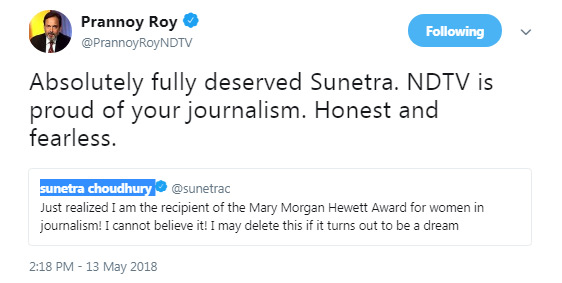 Prannoy Roy
@PrannoyRoyNDTV
Following
Absolutely fully deserved Sunetra. NDTV is
proud of your journalism. Honest and
fearless.
sunetra choudhury @sunetrac
Just realized I am the recipient of the Mary Morgan Hewett Award for women in
journalism! I cannot believe it! I may delete this if it turns out to be a dream
2:18 PM - 13 May 2018